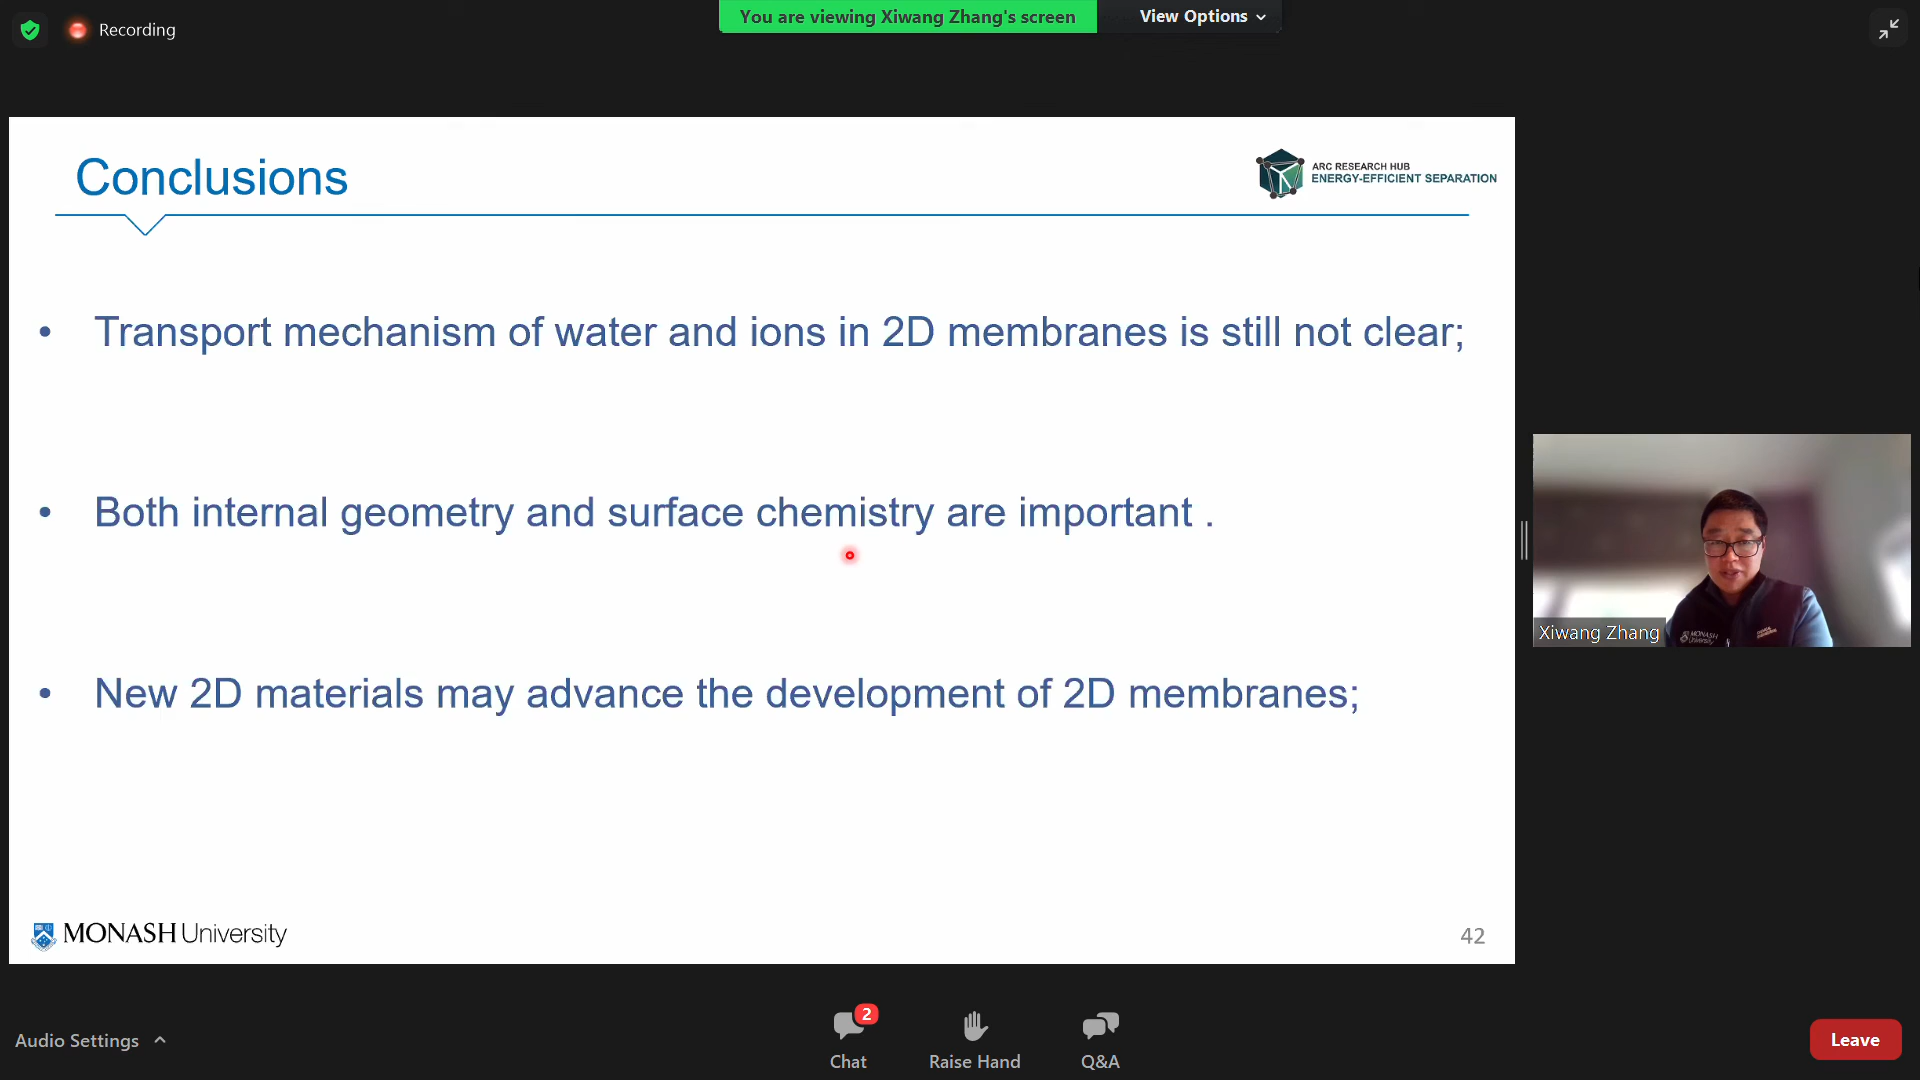 Recording
You are viewing Xiwang Zhang's screen
View Options
Conclusions
ARC RESEARCH HUB
ENERGY-EFFICIENT SEPARATION
• Transport mechanism of water and ions in 2D membranes is still not clear;
• Both internal geometry and surface chemistry are important .
• New 2D materials may advance the development of 2D membranes;
MONASH University
42
Xiwang Zhang
MONASH
University
Audio Settings
2
Chat
Raise Hand
Q&A
Leave